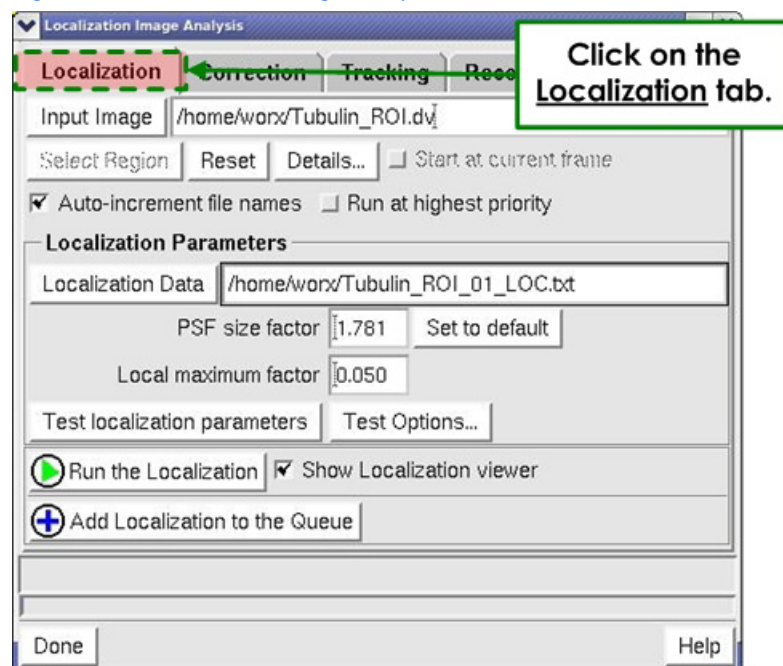 Localization Image Analysis
Click on the
Localization tab.
Localization Correction Tracking
Input Image /home/worx/Tubulin_ROI.dv
Select Region Reset Details... Start at current frame
Auto-increment file names Run at highest priority
Localization Parameters
Localization Data /home/worx/Tubulin_ROI_01_LOC.txt
PSF size factor 1.781 Set to default
Local maximum factor 0.050
Test localization parameters Test Options...
Run the Localization Show Localization viewer
Add Localization to the Queue
Done Help